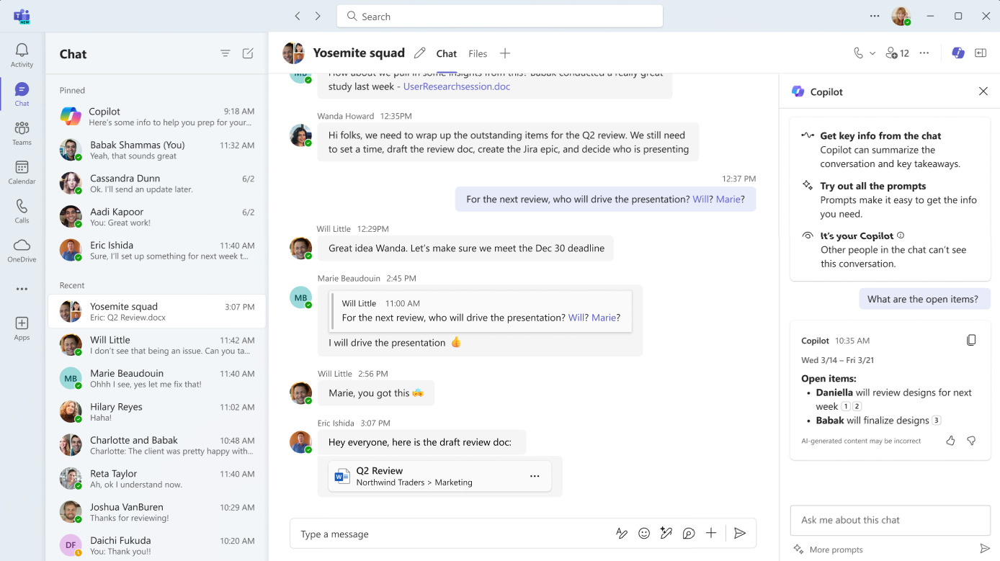 NEW
Search
Activity
Chat
Teams
Calendar
Calls
OneDrive
Apps
Chat
Pinned
Copilot 9:18 AM
Here's some info to help you prep for your...
Babak Shammas (You) 11:32 AM
Yeah, that sounds great
Cassandra Dunn 6/2
Ok. I'll send an update later.
Aadi Kapoor 6/2
You: Great work!
Eric Ishida 11:40 AM
Sure, I'll set up something for next week t...
Recent
Yosemite squad 3:07 PM
Eric: Q2 Review.docx
Will Little 11:42 AM
I don't see that being an issue. Can you ta...
MB
Marie Beaudouin 11:40 AM
Ohhh I see, yes let me fix that!
Hilary Reyes 11:02 AM
Haha!
Charlotte and Babak 10:48 AM
Charlotte: The client was pretty happy with...
Reta Taylor 11:40 AM
Ah, ok I understand now.
Joshua VanBuren 10:29 AM
Thanks for reviewing!
DF
Daichi Fukuda 10:20 AM
You: Thank you!!
Yosemite squad Chat Files
12
MB
How about we pull in some insights from this? Babak conducted a really great
study last week - UserResearchsession.doc
Wanda Howard 12:35PM
Hi folks, we need to wrap up the outstanding items for the Q2 review. We still need
to set a time, draft the review doc, create the Jira epic, and decide who is presenting
12:37 PM
For the next review, who will drive the presentation? Will? Marie?
Will Little 12:29PM
Great idea Wanda. Let's make sure we meet the Dec 30 deadline
Marie Beaudouin 2:45 PM
MB
Will Little 11:00 AM
For the next review, who will drive the presentation? Will? Marie?
I will drive the presentation 👍
Will Little 2:56 PM
Marie, you got this
Eric Ishida 3:07 PM
Hey everyone, here is the draft review doc:
W
Q2 Review
Northwind Traders > Marketing
Type a message
Copilot
Get key info from the chat
Copilot can summarize the
conversation and key takeaways.
Try out all the prompts
Prompts make it easy to get the info
you need.
It's your Copilot
Other people in the chat can't see
this conversation.
What are the open items?
Copilot 10:35 AM
Wed 3/14 – Fri 3/21
Open items:
• Daniella will review designs for next
week 1 2
• Babak will finalize designs 3
AI-generated content may be incorrect
Ask me about this chat
More prompts